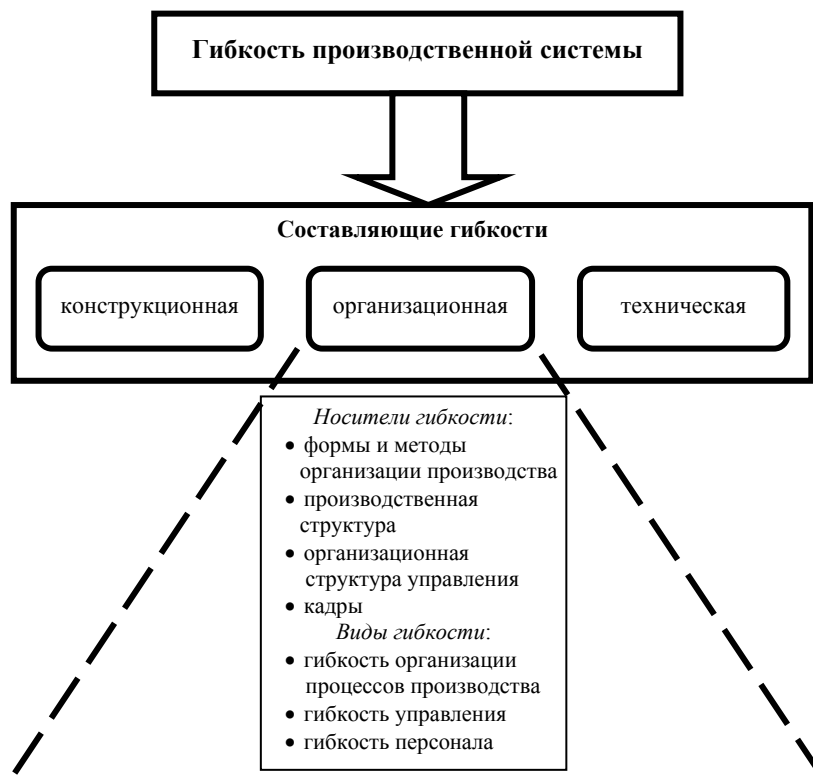 Гибкость производственной системы
Составляющие гибкости
конструкционная
организационная
техническая
Носители гибкости:
• формы и методы
организации производства
• производственная
структура
• организационная
структура управления
• кадры
Виды гибкости:
• гибкость организации
процессов производства
• гибкость управления
• гибкость персонала